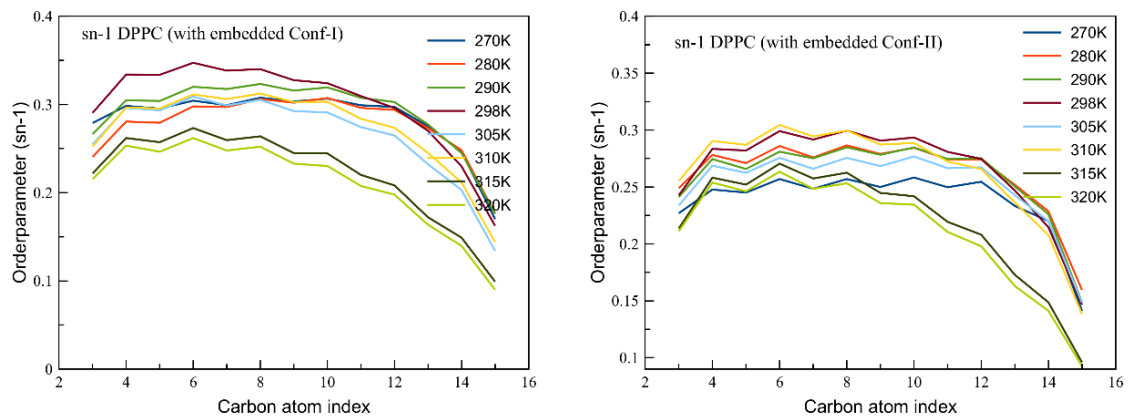 sn-1 DPPC (with embedded Conf-I)
270K
280K
290K
298K
305K
310K
315K
320K
0.4
0.3
0.2
0.1
0
Orderparameter (sn-1)
2 4 6 8 10 12 14 16
Carbon atom index
sn-1 DPPC (with embedded Conf-II)
270K
280K
290K
298K
305K
310K
315K
320K
0.4
0.35
0.3
0.25
0.2
0.15
0.1
Orderparameter (sn-1)
2 4 6 8 10 12 14 16
Carbon atom index